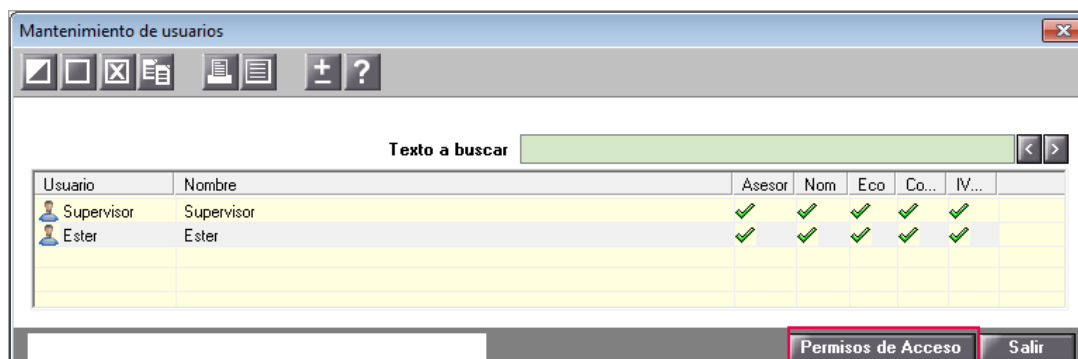 Mantenimiento de usuarios
± ?
Texto a buscar < >
Usuario Nombre Asesor Nom Eco Co... IV...
Supervisor Supervisor
Ester Ester
Permisos de Acceso Salir